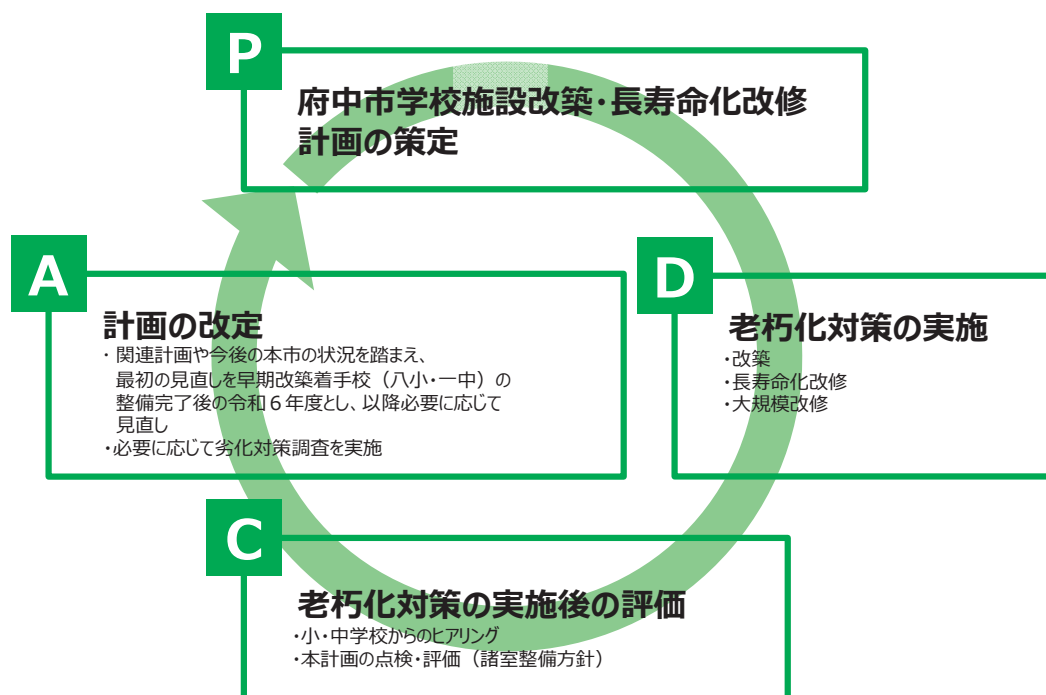 P
府中市学校施設改築・長寿命化改修
計画の策定
D
老朽化対策の実施
・改築
・長寿命化改修
・大規模改修
C
老朽化対策の実施後の評価
・小・中学校からのヒアリング
・本計画の点検・評価（諸室整備方針）
A
計画の改定
・関連計画や今後の本市の状況を踏まえ、
最初の見直しを早期改築着手校（八小・一中）の
整備完了後の令和６年度とし、以降必要に応じて
見直し
・必要に応じて劣化対策調査を実施